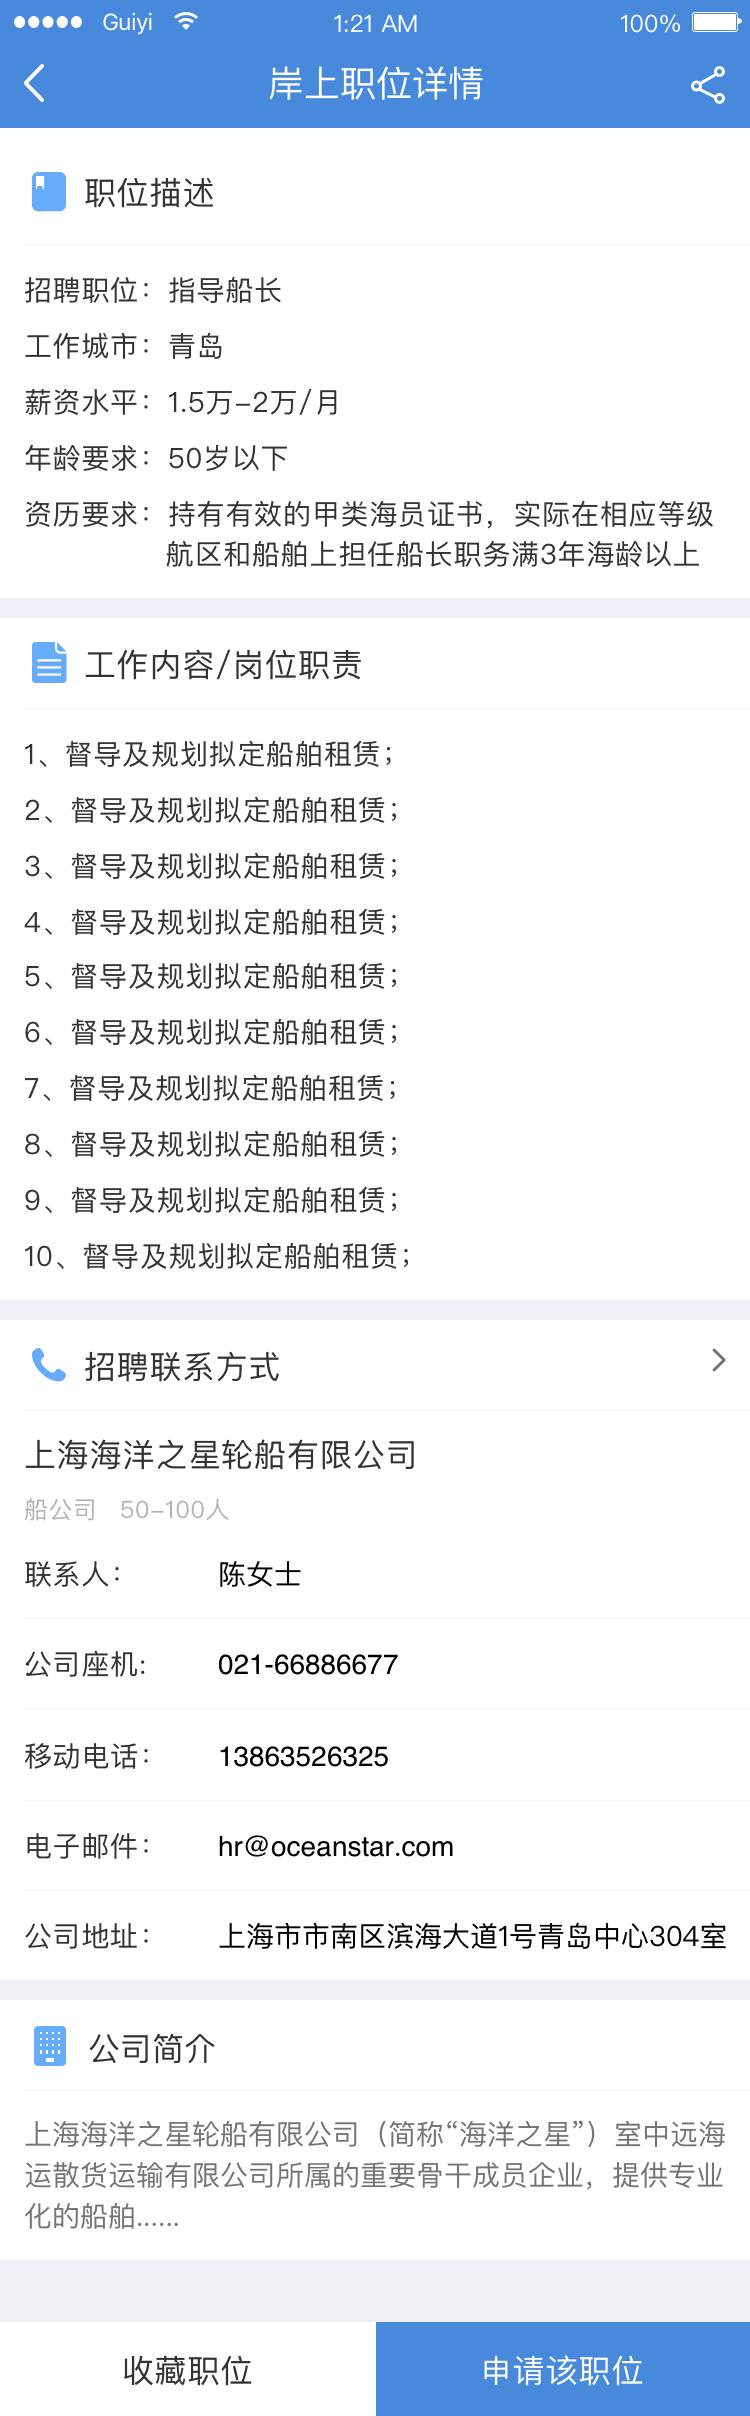 Guiyi 1:21 AM 100%
岸上职位详情
职位描述
招聘职位：指导船长
工作城市：青岛
薪资水平：1.5万-2万/月
年龄要求：50岁以下
资历要求：持有有效的甲类海员证书，实际在相应等级
航区和船舶上担任船长职务满3年海龄以上
工作内容/岗位职责
1、督导及规划拟定船舶租赁；
2、督导及规划拟定船舶租赁；
3、督导及规划拟定船舶租赁；
4、督导及规划拟定船舶租赁；
5、督导及规划拟定船舶租赁；
6、督导及规划拟定船舶租赁；
7、督导及规划拟定船舶租赁；
8、督导及规划拟定船舶租赁；
9、督导及规划拟定船舶租赁；
10、督导及规划拟定船舶租赁；
招聘联系方式
上海海洋之星轮船有限公司
船公司 50-100人
联系人： 陈女士
公司座机: 021-66886677
移动电话： 13863526325
电子邮件： hr@oceanstar.com
公司地址： 上海市市南区滨海大道1号青岛中心304室
公司简介
上海海洋之星轮船有限公司（简称“海洋之星”）室中远海
运散货运输有限公司所属的重要骨干成员企业，提供专业
化的船舶......
收藏职位 申请该职位